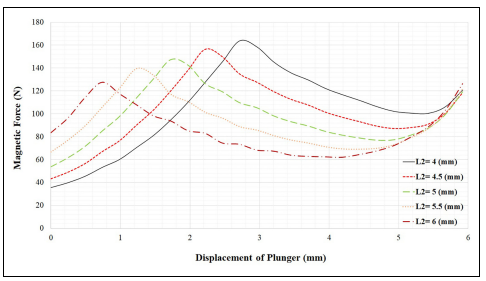 180
160
140
120
100
80
60
40
20
0
Magnetic Force (N)
0 1 2 3 4 5 6
Displacement of Plunger (mm)
L2= 4 (mm)
L2= 4.5 (mm)
L2= 5 (mm)
L2= 5.5 (mm)
L2= 6 (mm)